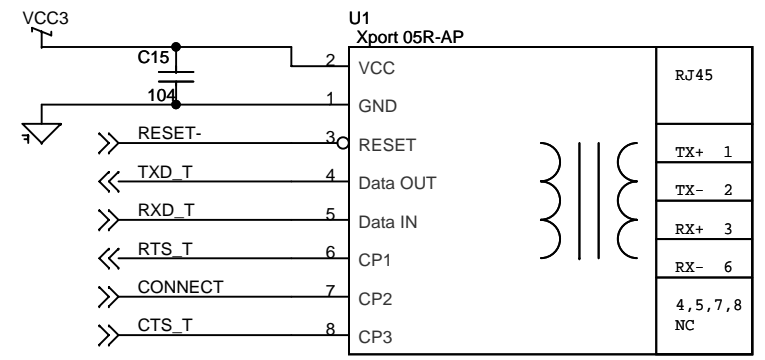 VCC3
U1
Xport 05R-AP
C15
104
2 VCC
1 GND
RESET- 3 RESET
TXD_T 4 Data OUT
RXD_T 5 Data IN
RTS_T 6 CP1
CONNECT 7 CP2
CTS_T 8 CP3
RJ45
TX+ 1
TX- 2
RX+ 3
RX- 6
4,5,7,8
NC